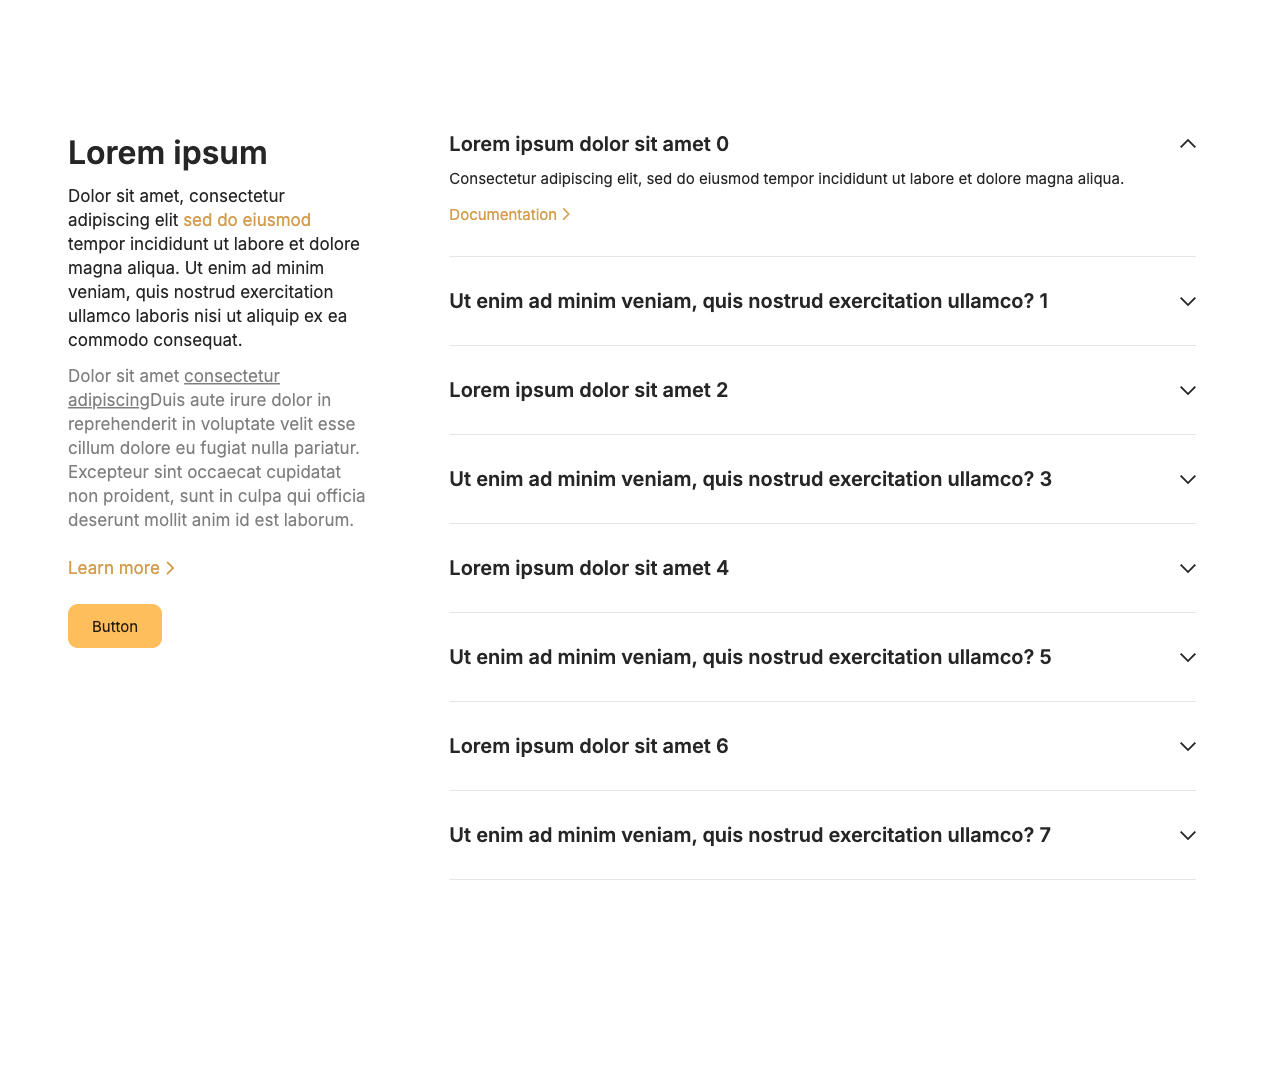 Lorem ipsum
Dolor sit amet, consectetur
adipiscing elit sed do eiusmod
tempor incididunt ut labore et dolore
magna aliqua. Ut enim ad minim
veniam, quis nostrud exercitation
ullamco laboris nisi ut aliquip ex ea
commodo consequat.
Dolor sit amet consectetur
adipiscingDuis aute irure dolor in
reprehenderit in voluptate velit esse
cillum dolore eu fugiat nulla pariatur.
Excepteur sint occaecat cupidatat
non proident, sunt in culpa qui officia
deserunt mollit anim id est laborum.
Learn more
Button
Lorem ipsum dolor sit amet 0
Consectetur adipiscing elit, sed do eiusmod tempor incididunt ut labore et dolore magna aliqua.
Documentation
Ut enim ad minim veniam, quis nostrud exercitation ullamco? 1
Lorem ipsum dolor sit amet 2
Ut enim ad minim veniam, quis nostrud exercitation ullamco? 3
Lorem ipsum dolor sit amet 4
Ut enim ad minim veniam, quis nostrud exercitation ullamco? 5
Lorem ipsum dolor sit amet 6
Ut enim ad minim veniam, quis nostrud exercitation ullamco? 7